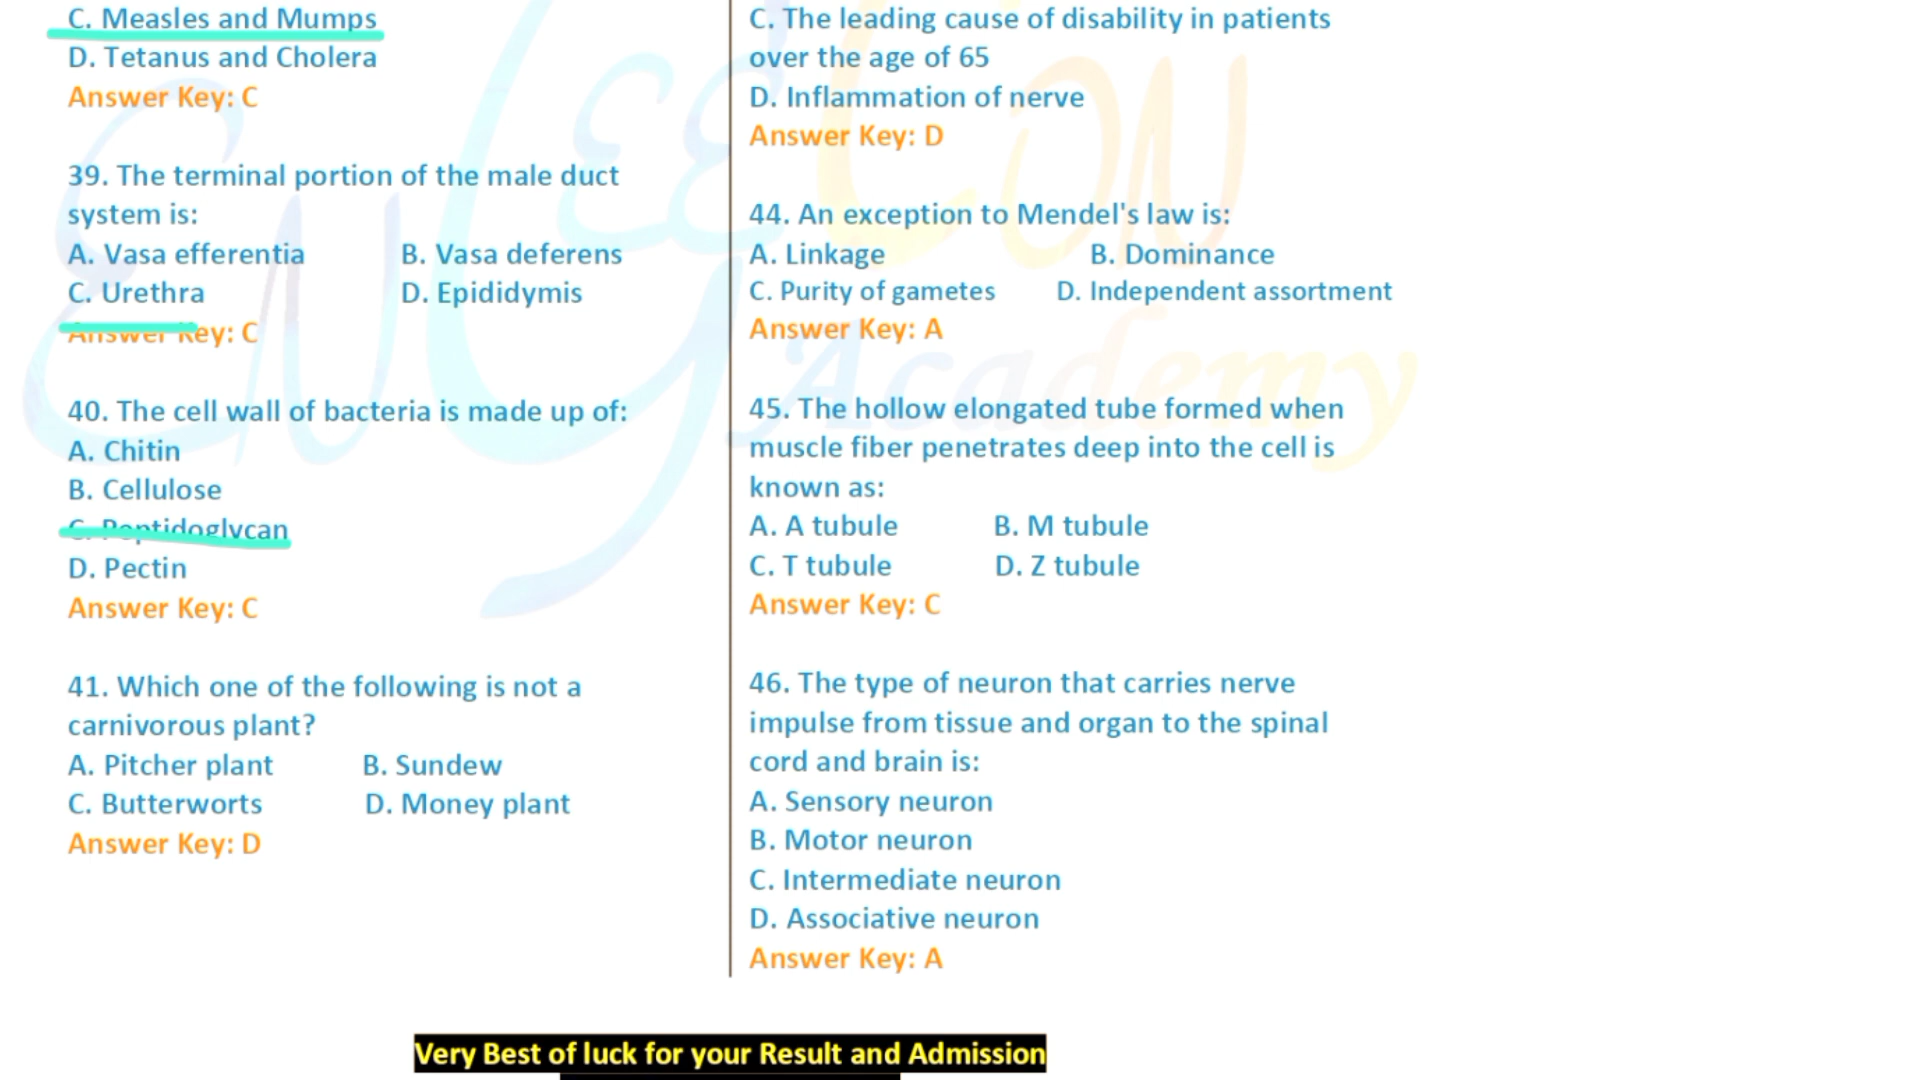 C. Measles and Mumps
D. Tetanus and Cholera
Answer Key: C
39. The terminal portion of the male duct
system is:
A. Vasa efferentia B. Vasa deferens
C. Urethra D. Epididymis
Answer Key: C
40. The cell wall of bacteria is made up of:
A. Chitin
B. Cellulose
C. Peptidoglycan
D. Pectin
Answer Key: C
41. Which one of the following is not a
carnivorous plant?
A. Pitcher plant B. Sundew
C. Butterworts D. Money plant
Answer Key: D
C. The leading cause of disability in patients
over the age of 65
D. Inflammation of nerve
Answer Key: D
44. An exception to Mendel's law is:
A. Linkage B. Dominance
C. Purity of gametes D. Independent assortment
Answer Key: A
45. The hollow elongated tube formed when
muscle fiber penetrates deep into the cell is
known as:
A. A tubule B. M tubule
C. T tubule D. Z tubule
Answer Key: C
46. The type of neuron that carries nerve
impulse from tissue and organ to the spinal
cord and brain is:
A. Sensory neuron
B. Motor neuron
C. Intermediate neuron
D. Associative neuron
Answer Key: A
Very Best of luck for your Result and Admission
Academy